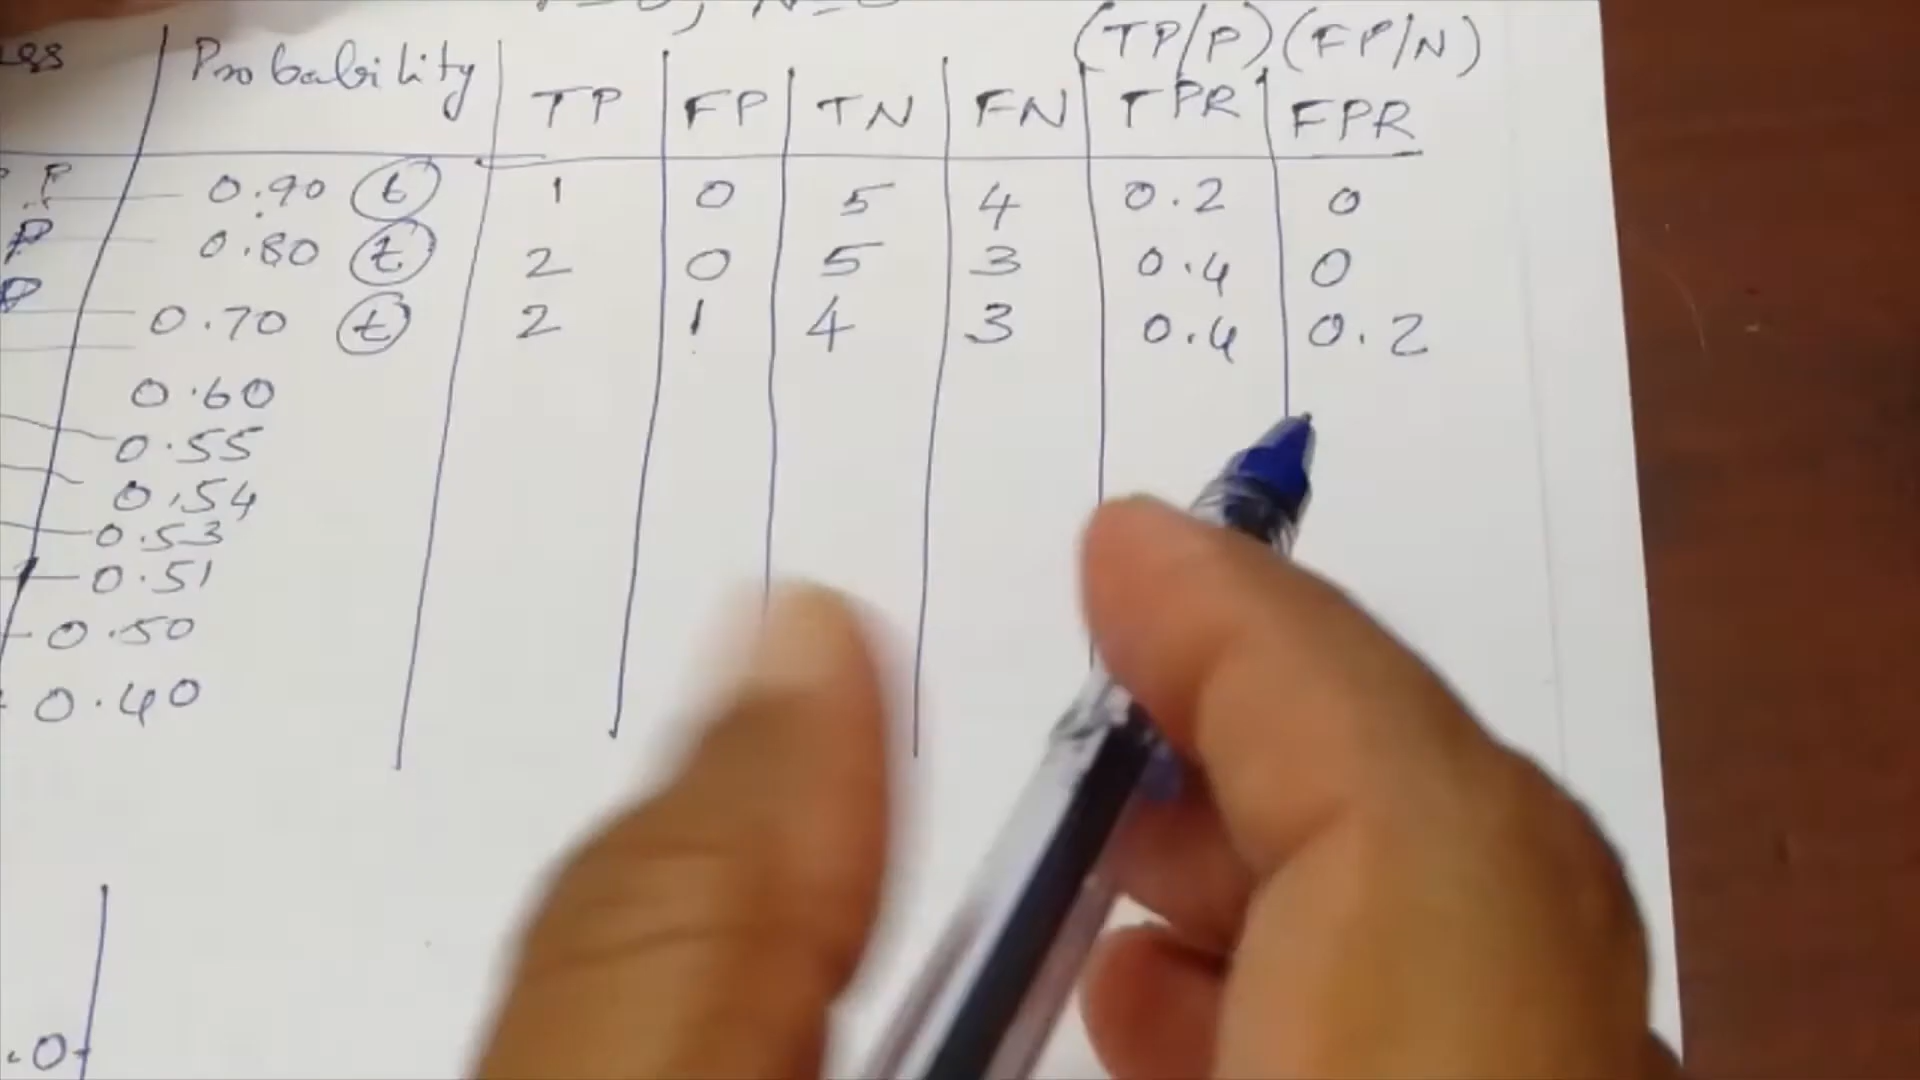 (TP/P) (FP/N)
Probability TP FP TN FN TPR FPR
P 0.90 t 1 0 5 4 0.2 0
P 0.80 t 2 0 5 3 0.4 0
P 0.70 t 2 1 4 3 0.4 0.2
0.60
0.55
0.54
0.53
0.51
0.50
0.40